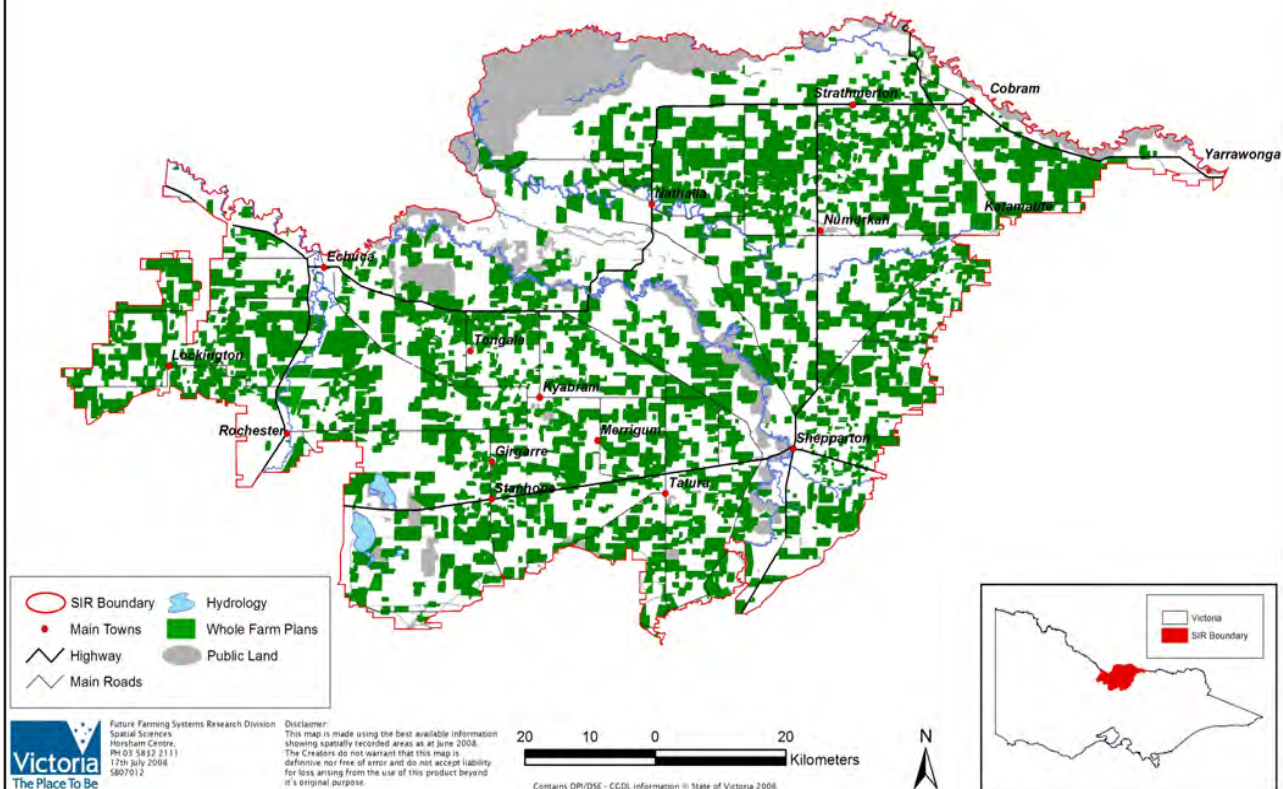 Strathmerton
Cobram
Yarrawonga
Nathalia
Katamatite
Numurkah
Echuca
Tongala
Lockington
Kyabram
Rochester
Merrigum
Shepparton
Girgarre
Stanhope
Tatura
SIR Boundary
Hydrology
Main Towns
Whole Farm Plans
Highway
Public Land
Main Roads
Victoria
SIR Boundary
Victoria
The Place To Be
Future Farming Systems Research Division
Spatial Sciences
Horsham Centre,
PH 03 5832 2111
17th July 2008
SB07012
Disclaimer:
This map is made using the best available information
showing spatially recorded areas as at June 2008.
The Creators do not warrant that this map is
definitive nor free of error and do not accept liability
for loss arising from the use of this product beyond
it's original purpose.
20 10 0 20
Kilometers
N
Contains DPI/DSE - CGDL information © State of Victoria 2008